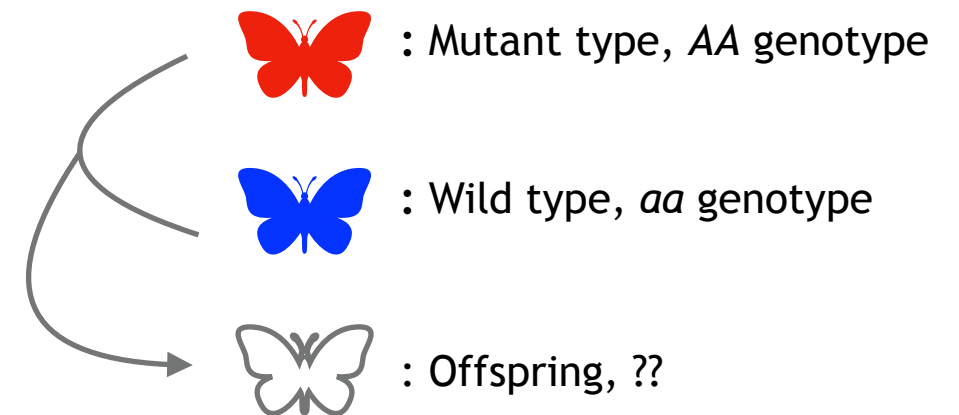 : Mutant type, AA genotype
: Wild type, aa genotype
: Offspring, ??